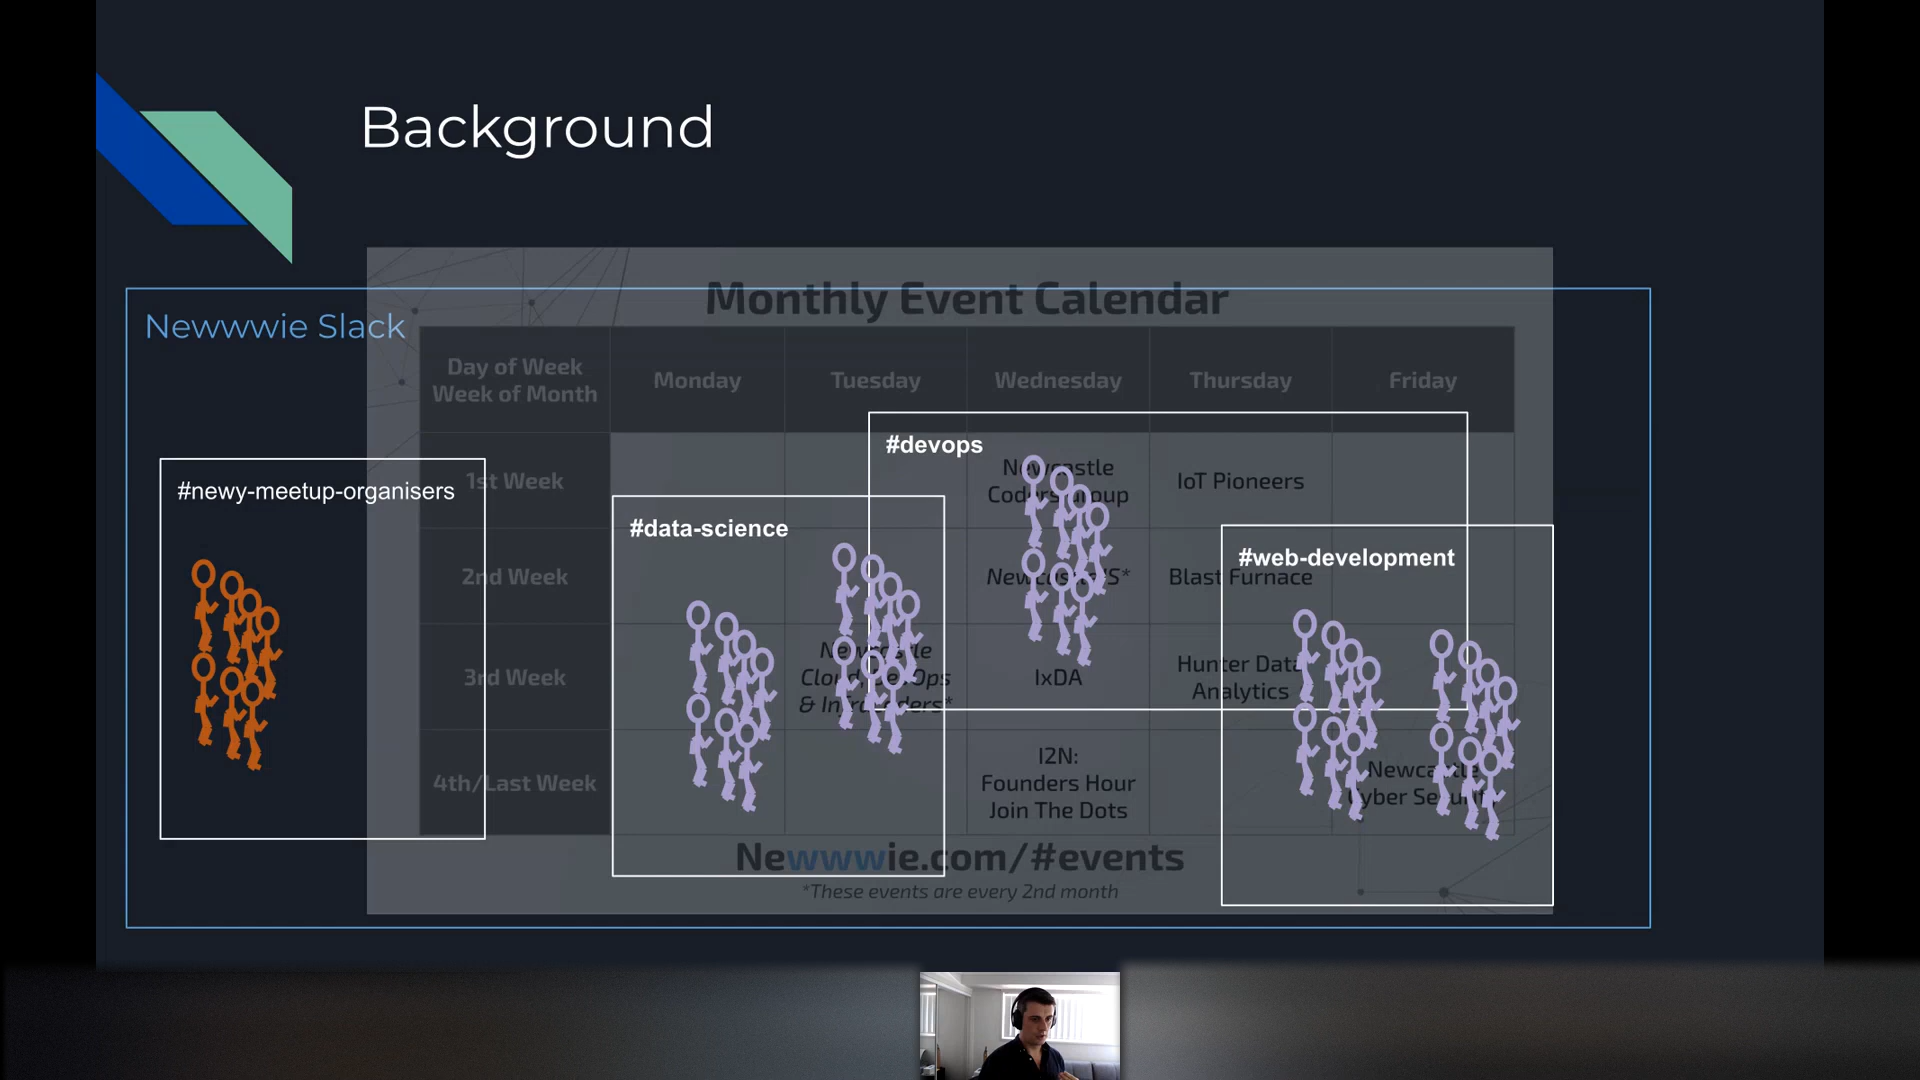 Background
Monthly Event Calendar
Newwwie Slack
Day of Week
Week of Month
Monday
Tuesday
Wednesday
Thursday
Friday
#devops
#newy-meetup-organisers
1st Week
Newcastle
Coders Group
IoT Pioneers
#data-science
#web-development
2nd Week
NewcastleJS*
Blast Furnace
3rd Week
Newcastle
Cloud, DevOps
& Infracoders*
IxDA
Hunter Data
Analytics
4th/Last Week
I2N:
Founders Hour
Join The Dots
Newcastle
Cyber Security
Newwwie.com/#events
*These events are every 2nd month